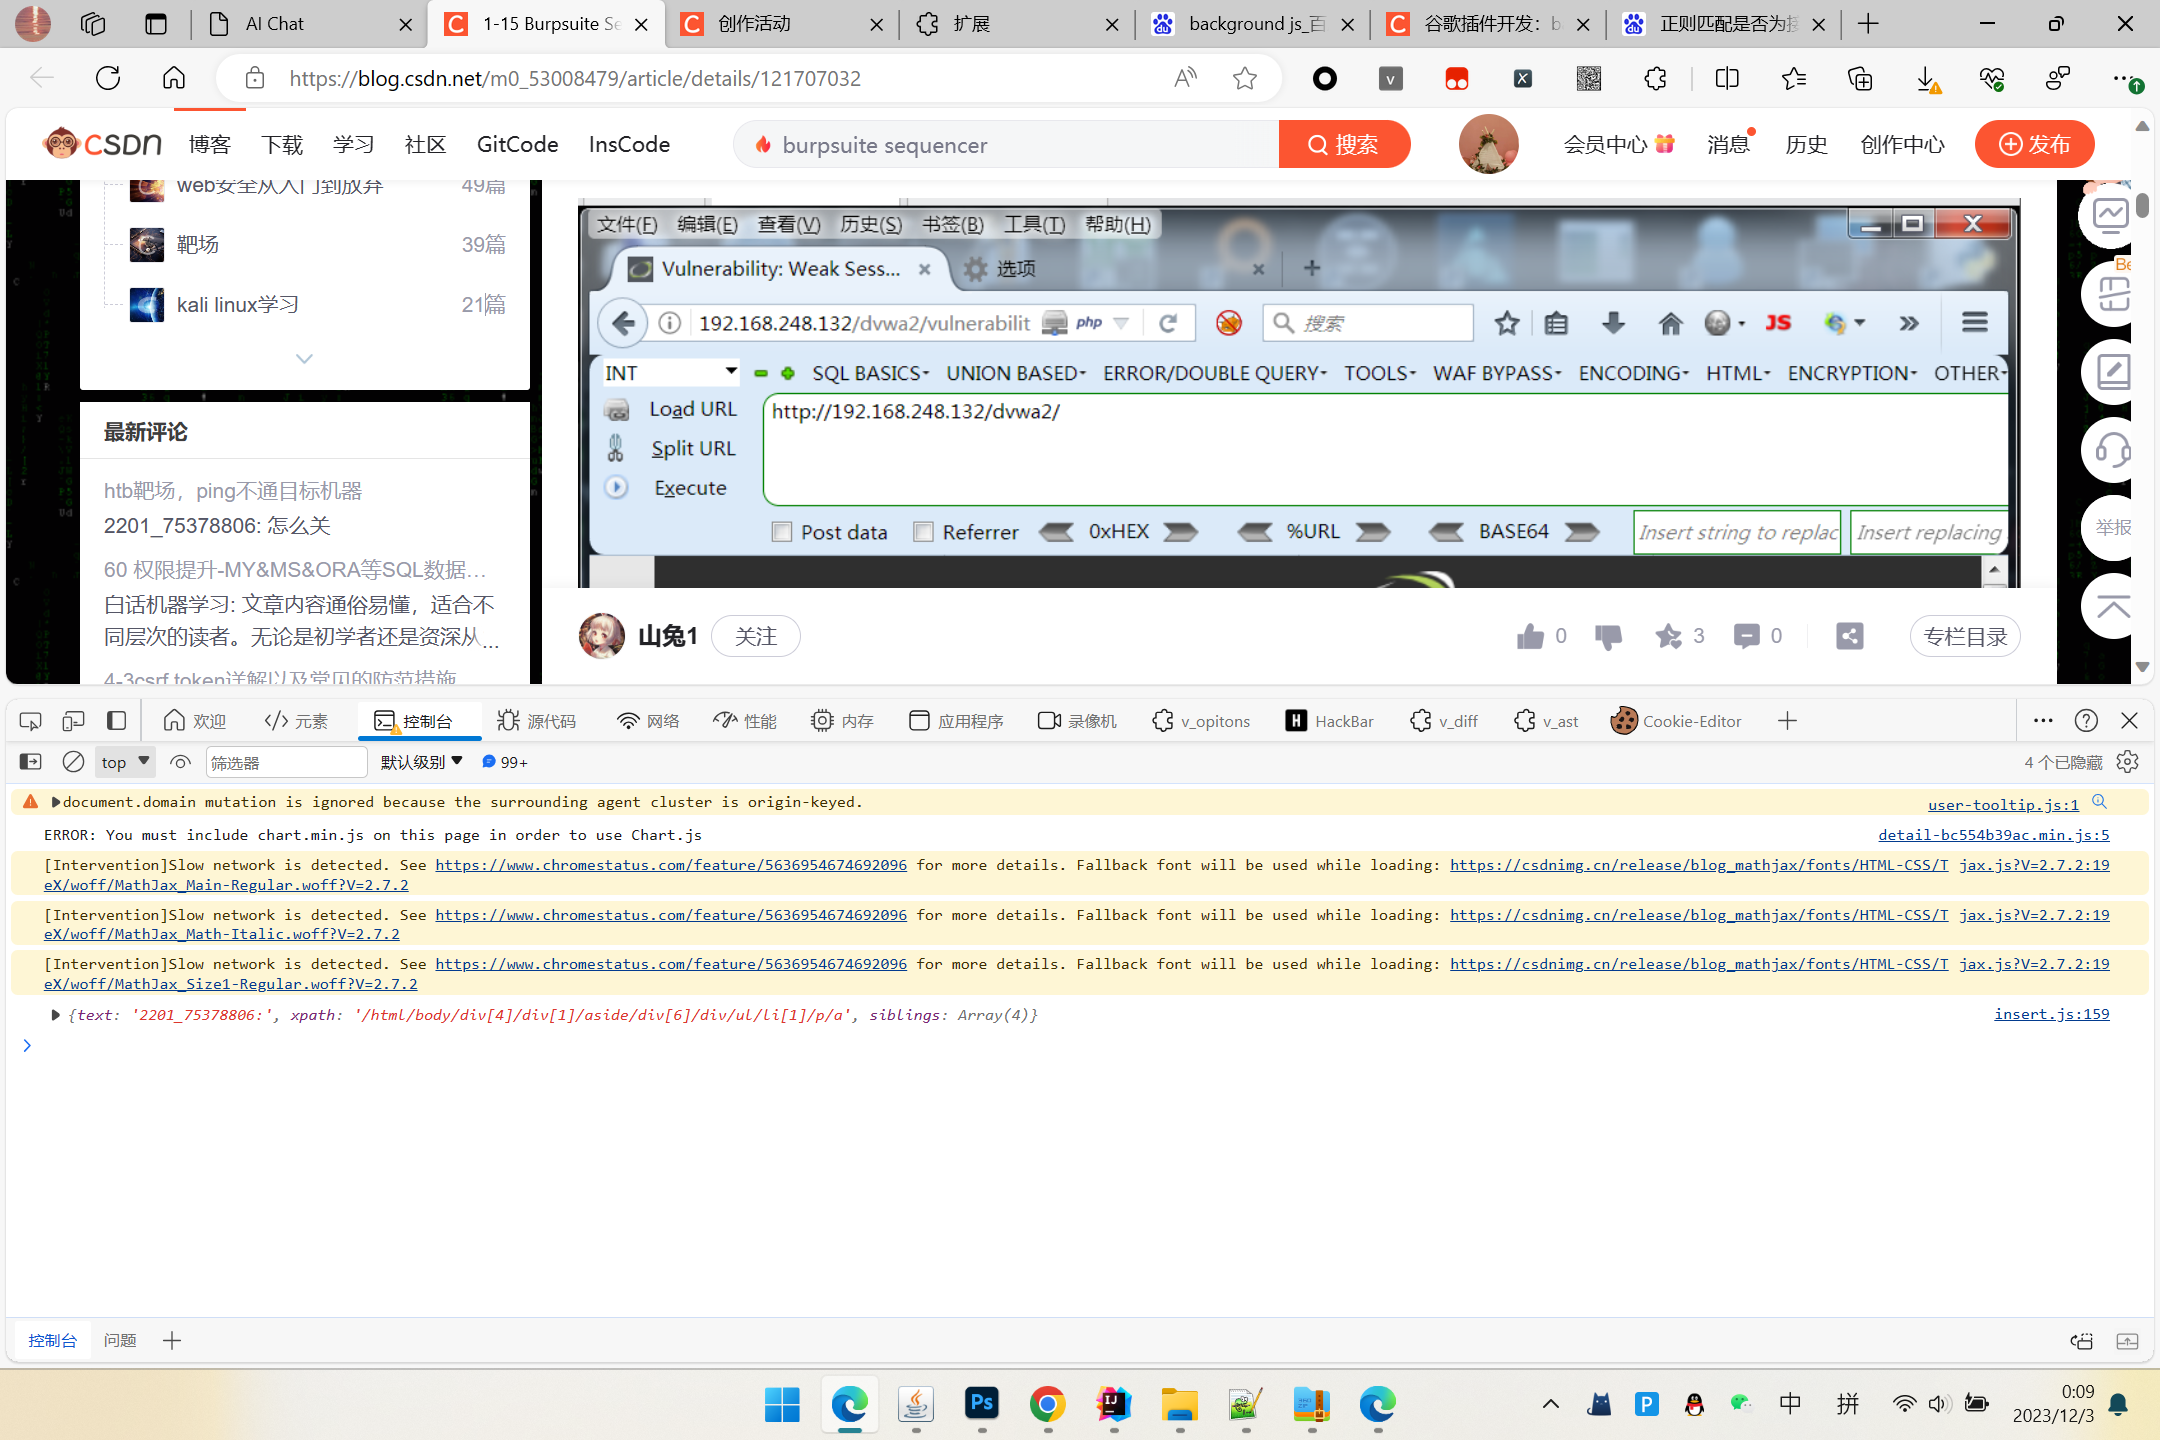 AI Chat
1-15 Burpsuite Se
创作活动
扩展
background js_百
谷歌插件开发：b
正则匹配是否为授
https://blog.csdn.net/m0_53008479/article/details/121707032
CSDN
博客
下载
学习
社区
GitCode
InsCode
burpsuite sequencer
搜索
会员中心
消息
历史
创作中心
发布
web安全从入门到放弃
49篇
靶场
39篇
kali linux学习
21篇
最新评论
htb靶场，ping不通目标机器
2201_75378806: 怎么关
60 权限提升-MY&MS&ORA等SQL数据…
白话机器学习: 文章内容通俗易懂，适合不
同层次的读者。无论是初学者还是资深从...
4-3csrf token详解以及常见的防范措施
文件(F) 编辑(E) 查看(V) 历史(S) 书签(B) 工具(T) 帮助(H)
Vulnerability: Weak Sess...
选项
192.168.248.132/dvwa2/vulnerabilit
php
搜索
JS
INT
SQL BASICS
UNION BASED
ERROR/DOUBLE QUERY
TOOLS
WAF BYPASS
ENCODING
HTML
ENCRYPTION
OTHER
Load URL
Split URL
Execute
http://192.168.248.132/dvwa2/
Post data
Referrer
0xHEX
%URL
BASE64
Insert string to replac
Insert replacing
山兔1
关注
0
3
0
专栏目录
Be
举报
欢迎
元素
控制台
源代码
网络
性能
内存
应用程序
录像机
v_opitons
HackBar
v_diff
v_ast
Cookie-Editor
top
筛选器
默认级别
99+
4 个已隐藏
document.domain mutation is ignored because the surrounding agent cluster is origin-keyed.
user-tooltip.js:1
ERROR: You must include chart.min.js on this page in order to use Chart.js
detail-bc554b39ac.min.js:5
[Intervention]Slow network is detected. See https://www.chromestatus.com/feature/5636954674692096 for more details. Fallback font will be used while loading: https://csdnimg.cn/release/blog_mathjax/fonts/HTML-CSS/T
jax.js?V=2.7.2:19
eX/woff/MathJax_Main-Regular.woff?V=2.7.2
[Intervention]Slow network is detected. See https://www.chromestatus.com/feature/5636954674692096 for more details. Fallback font will be used while loading: https://csdnimg.cn/release/blog_mathjax/fonts/HTML-CSS/T
jax.js?V=2.7.2:19
eX/woff/MathJax_Math-Italic.woff?V=2.7.2
[Intervention]Slow network is detected. See https://www.chromestatus.com/feature/5636954674692096 for more details. Fallback font will be used while loading: https://csdnimg.cn/release/blog_mathjax/fonts/HTML-CSS/T
jax.js?V=2.7.2:19
eX/woff/MathJax_Size1-Regular.woff?V=2.7.2
{text: '2201_75378806:', xpath: '/html/body/div[4]/div[1]/aside/div[6]/div/ul/li[1]/p/a', siblings: Array(4)}
insert.js:159
控制台
问题
中
拼
0:09
2023/12/3